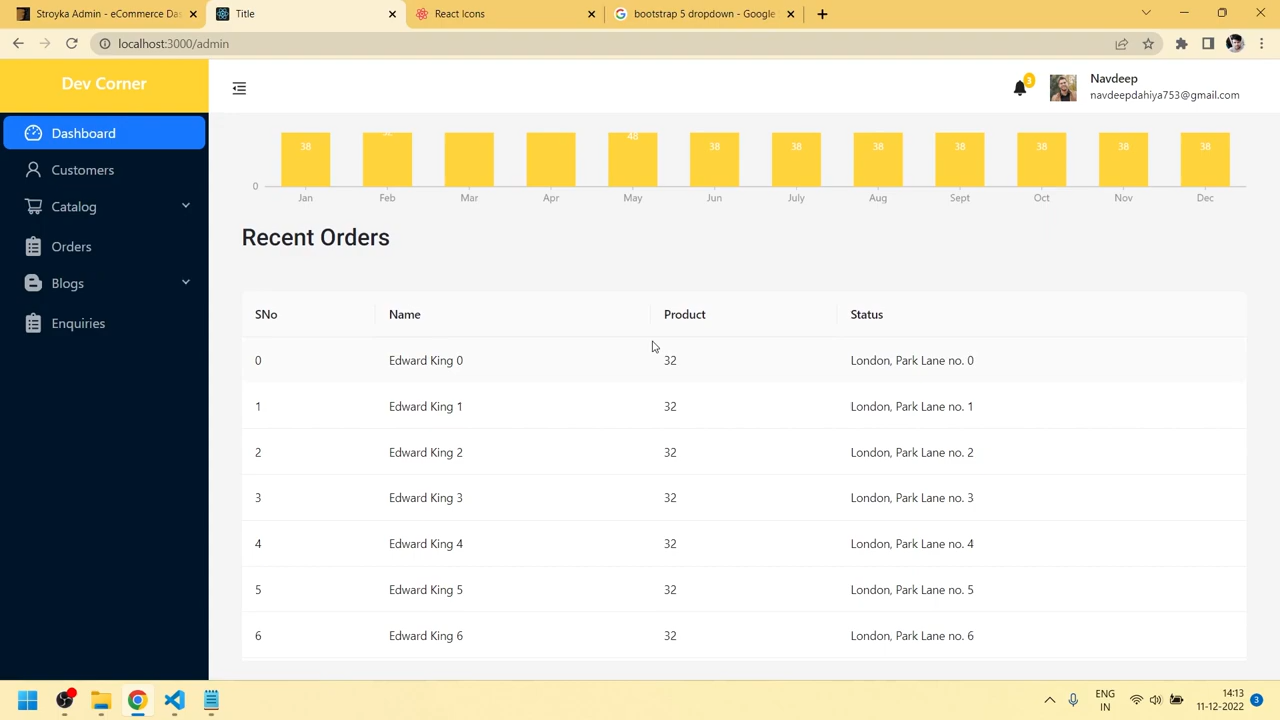 Stroyka Admin - eCommerce Das
Title
React Icons
bootstrap 5 dropdown - Google S
localhost:3000/admin
Dev Corner
3
Navdeep
navdeepdahiya753@gmail.com
Dashboard
Customers
Catalog
Orders
Blogs
Enquiries
38 48 38 38 38 38 38 38 38
0
Jan Feb Mar Apr May Jun July Aug Sept Oct Nov Dec
Recent Orders
SNo Name Product Status
0 Edward King 0 32 London, Park Lane no. 0
1 Edward King 1 32 London, Park Lane no. 1
2 Edward King 2 32 London, Park Lane no. 2
3 Edward King 3 32 London, Park Lane no. 3
4 Edward King 4 32 London, Park Lane no. 4
5 Edward King 5 32 London, Park Lane no. 5
6 Edward King 6 32 London, Park Lane no. 6
ENG
IN
14:13
11-12-2022
3